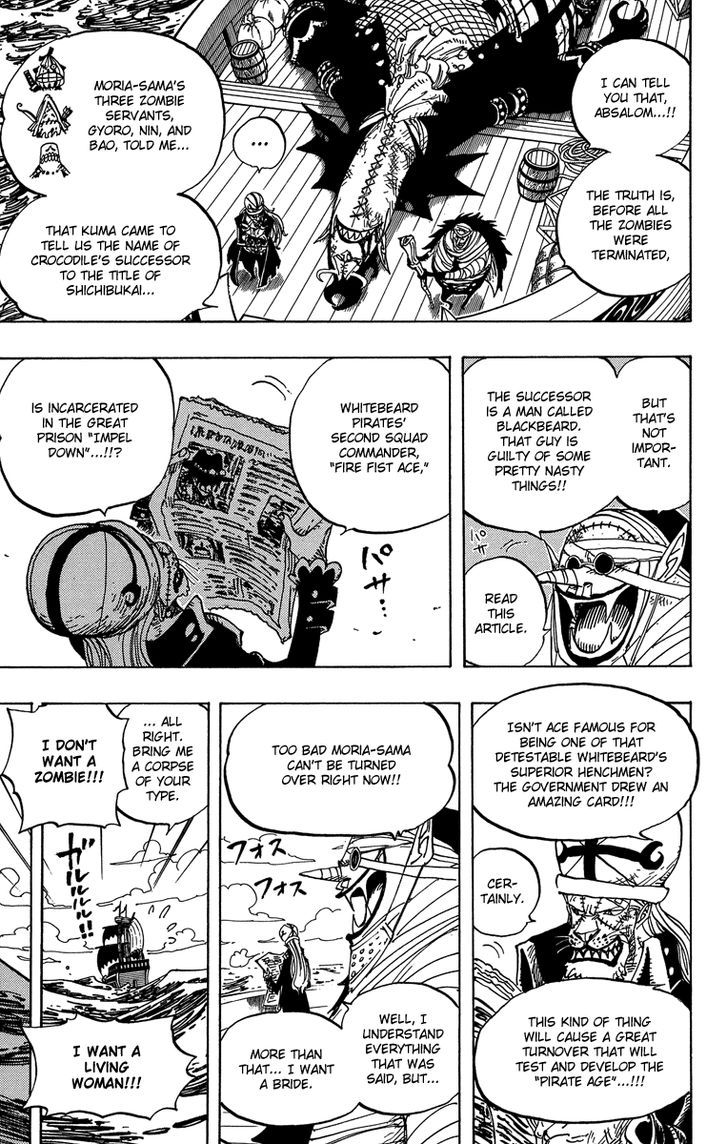 I CAN TELL
YOU THAT,
ABSALOM...!!
THE TRUTH IS,
BEFORE ALL
THE ZOMBIES
WERE
TERMINATED,
MORIA-SAMA'S
THREE ZOMBIE
SERVANTS,
GYORO, NIN, AND
BAO, TOLD ME...
THAT KUMA CAME TO
TELL US THE NAME OF
CROCODILE'S SUCCESSOR
TO THE TITLE OF
SHICHIBUKAI...
...
BUT
THAT'S
NOT
IMPOR-
TANT.
THE SUCCESSOR
IS A MAN CALLED
BLACKBEARD.
THAT GUY IS
GUILTY OF SOME
PRETTY NASTY
THINGS!!
READ
THIS
ARTICLE.
パサ
WHITEBEARD
PIRATES'
SECOND SQUAD
COMMANDER,
"FIRE FIST ACE,"
IS INCARCERATED
IN THE GREAT
PRISON "IMPEL
DOWN"...!!?
パサ...
ISN'T ACE FAMOUS FOR
BEING ONE OF THAT
DETESTABLE WHITEBEARD'S
SUPERIOR HENCHMEN?
THE GOVERNMENT DREW AN
AMAZING CARD!!!
CER-
TAINLY.
THIS KIND OF THING
WILL CAUSE A GREAT
TURNOVER THAT WILL
TEST AND DEVELOP THE
"PIRATE AGE"...!!!
TOO BAD MORIA-SAMA
CAN'T BE TURNED
OVER RIGHT NOW!!
フォス
フォス
WELL, I
UNDERSTAND
EVERYTHING
THAT WAS
SAID, BUT...
MORE THAN
THAT... I WANT
A BRIDE.
... ALL
RIGHT.
BRING ME
A CORPSE
OF YOUR
TYPE.
I DON'T
WANT A
ZOMBIE!!!
ガルルルル!!
I WANT A
LIVING
WOMAN!!!